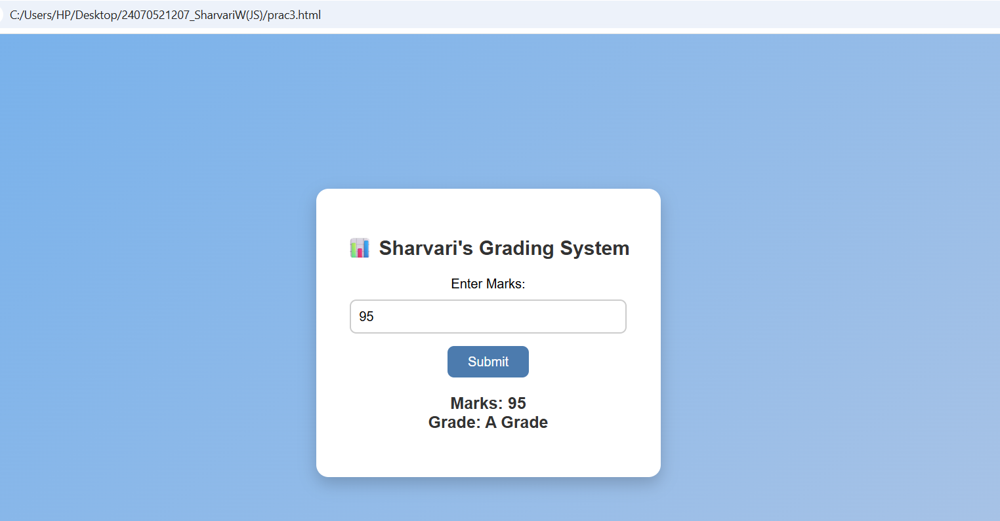 C:/Users/HP/Desktop/24070521207_SharvariW(JS)/prac3.html
Sharvari's Grading System
Enter Marks:
95
Submit
Marks: 95
Grade: A Grade